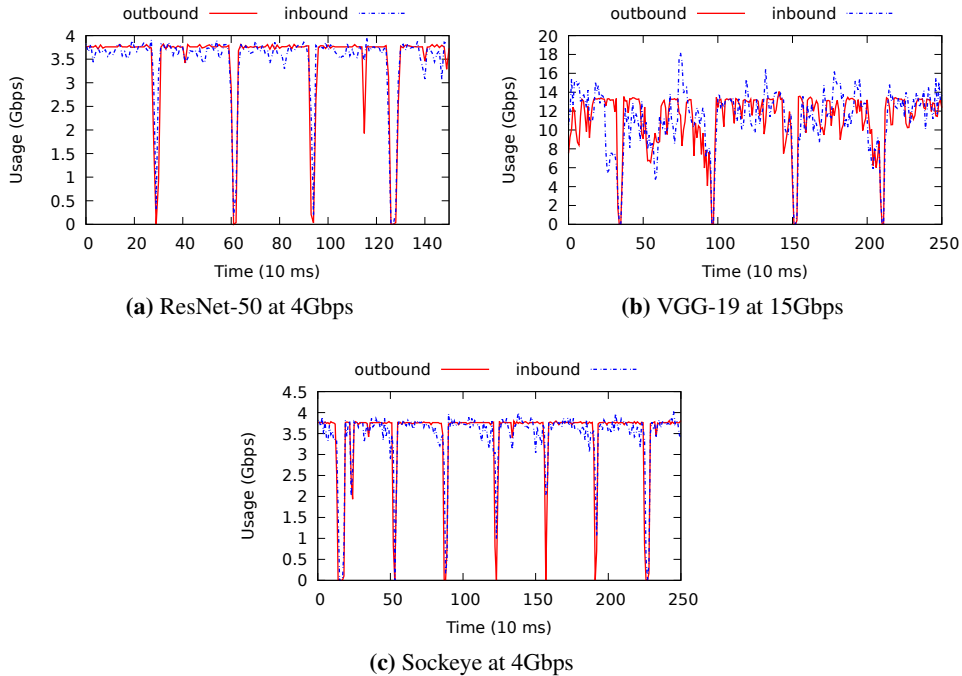 outbound inbound
4
3.5
3
2.5
2
1.5
1
0.5
0
Usage (Gbps)
0 20 40 60 80 100 120 140
Time (10 ms)
(a) ResNet-50 at 4Gbps
outbound inbound
20
18
16
14
12
10
8
6
4
2
0
Usage (Gbps)
0 50 100 150 200 250
Time (10 ms)
(b) VGG-19 at 15Gbps
outbound inbound
4.5
4
3.5
3
2.5
2
1.5
1
0.5
0
Usage (Gbps)
0 50 100 150 200 250
Time (10 ms)
(c) Sockeye at 4Gbps